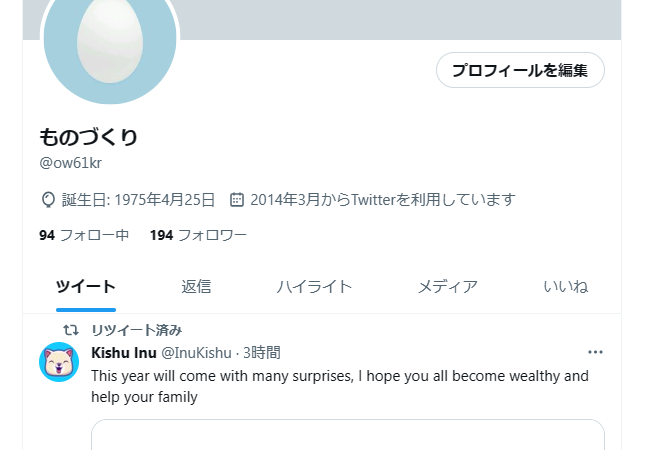 プロフィールを編集
ものづくり
@ow61kr
誕生日: 1975年4月25日 2014年3月からTwitterを利用しています
94 フォロー中 194 フォロワー
ツイート 返信 ハイライト メディア いいね
リツイート済み
Kishu Inu @InuKishu · 3時間
This year will come with many surprises, I hope you all become wealthy and
help your family